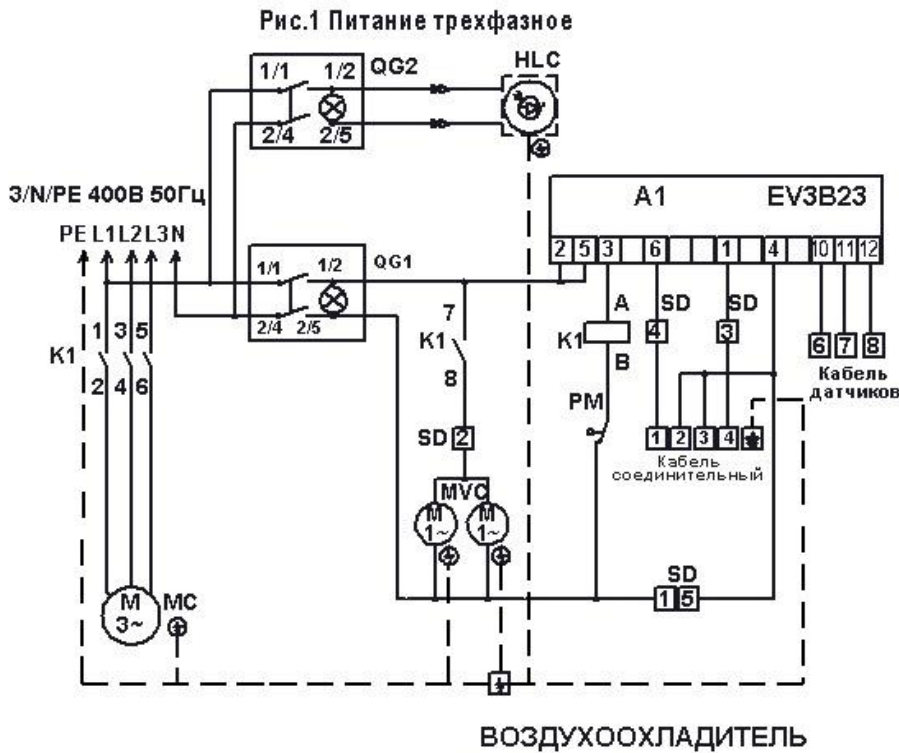 Рис.1 Питание трехфазное
HLC
1/1 1/2 QG2
2/4 2/5
3/N/PE 400В 50Гц
A1 EV3B23
PE L1 L2 L3 N
2 5 3 6 1 4 10 11 12
1/1 1/2 QG1
2/4 2/5
7
K1
8
A
K1
B
SD
4
SD
3
1 3 5
K1
2 4 6
6 7 8
Кабель
датчиков
PM
1 2 3 4
Кабель
соединительный
SD 2
MVC
M
1~
M
1~
SD
1 5
M
3~
MC
ВОЗДУХООХЛАДИТЕЛЬ